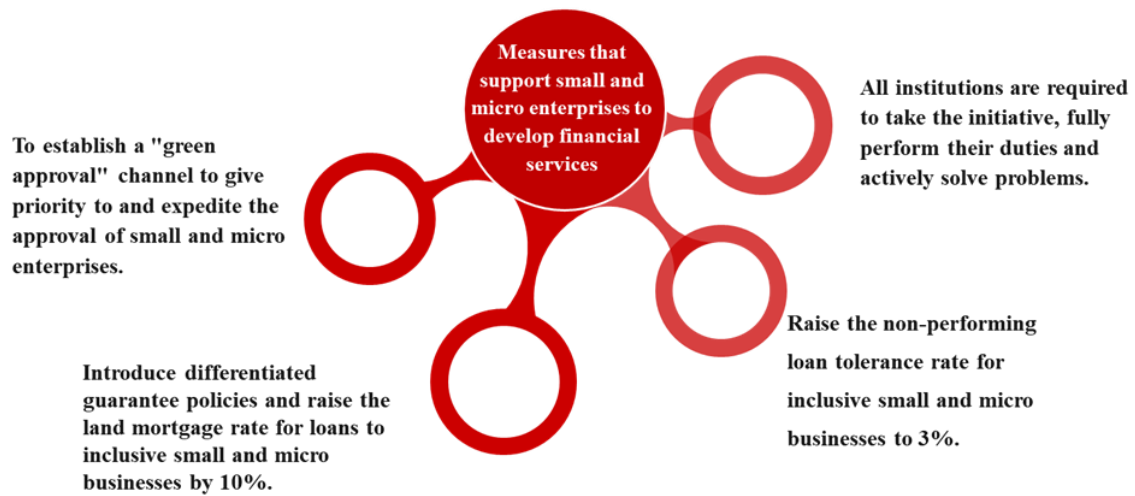 Measures that
support small and
micro enterprises to
develop financial
services
To establish a "green
approval" channel to give
priority to and expedite the
approval of small and micro
enterprises.
Introduce differentiated
guarantee policies and raise the
land mortgage rate for loans to
inclusive small and micro
businesses by 10%.
Raise the non-performing
loan tolerance rate for
inclusive small and micro
businesses to 3%.
All institutions are required
to take the initiative, fully
perform their duties and
actively solve problems.